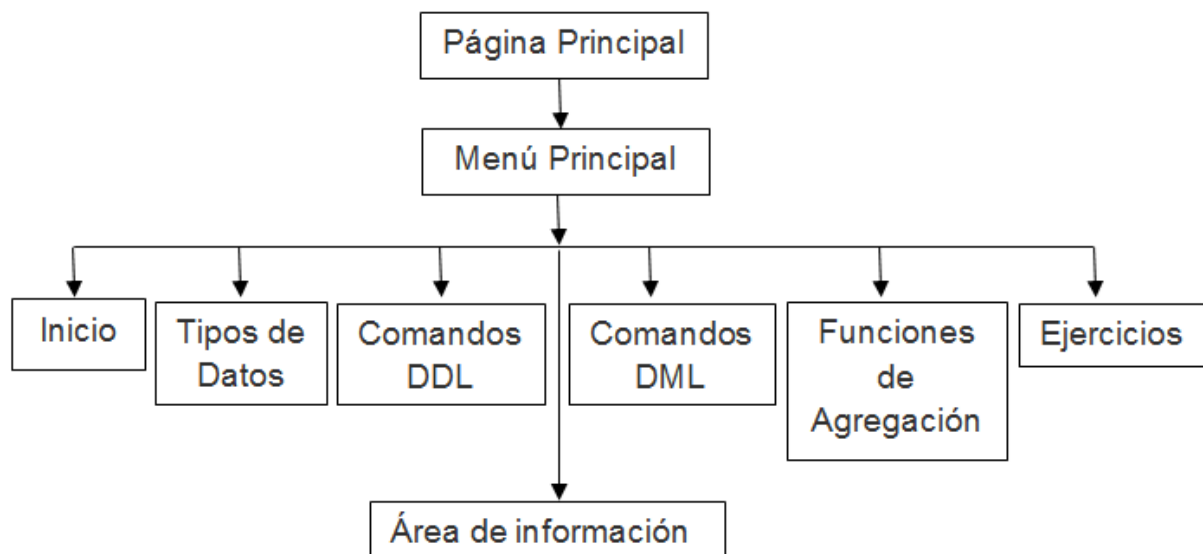 Página Principal
Menú Principal
Inicio
Tipos de
Datos
Comandos
DDL
Comandos
DML
Funciones
de
Agregación
Ejercicios
Área de información